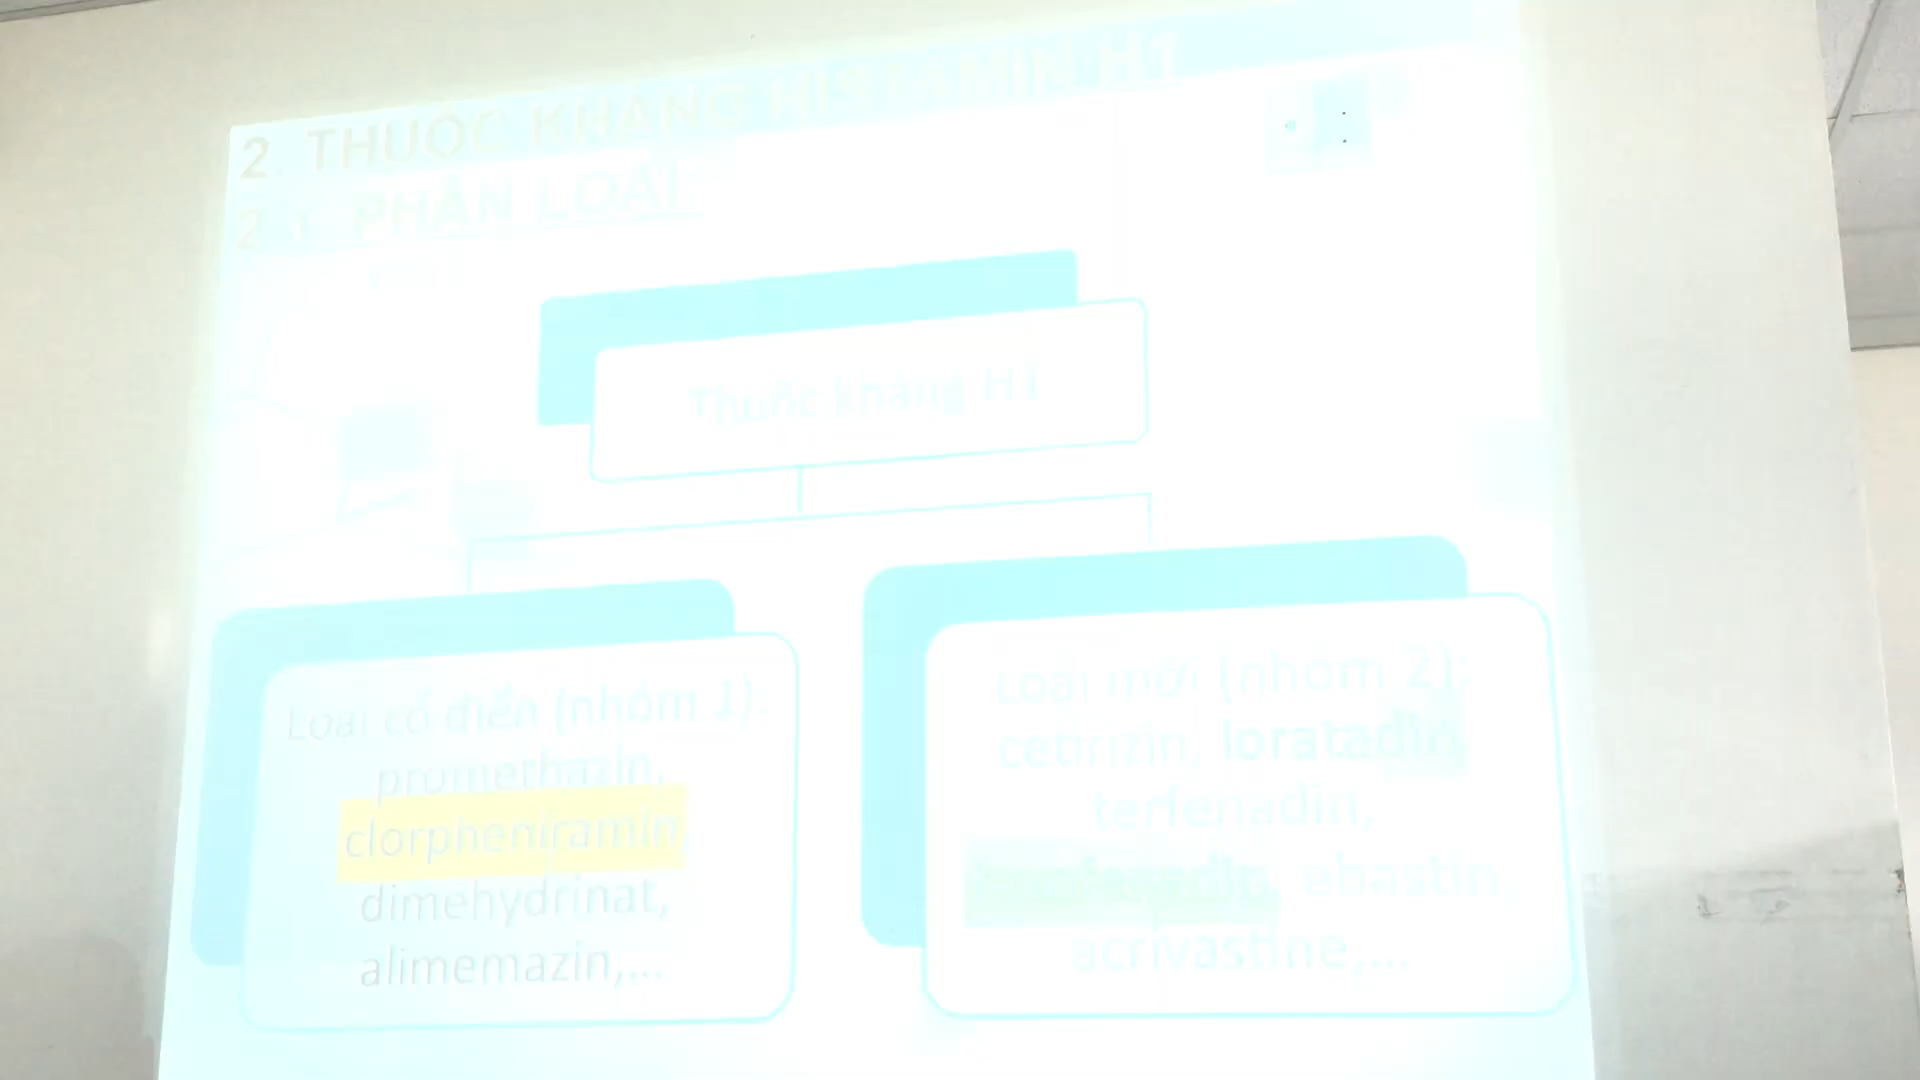 2. THUỐC KHÁNG HISTAMIN H1
2.1. PHÂN LOẠI:
Thuốc kháng H1
Loại cổ điển (nhóm 1):
promethazin,
clorpheniramin,
dimehydrinat,
alimemazin,...
Loại mới (nhóm 2):
cetirizin, loratadin,
terfenadin,
ebastin,
acrivastine,...